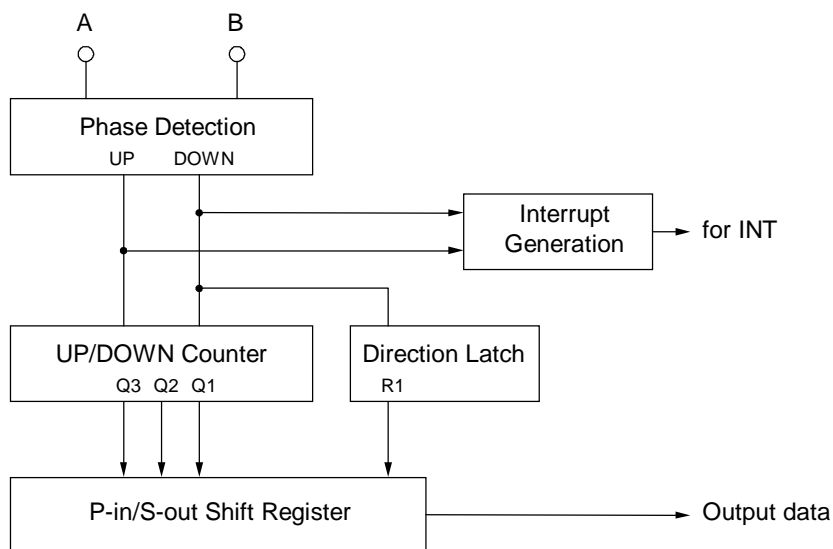 A B
Phase Detection
UP DOWN
Interrupt
Generation
for INT
UP/DOWN Counter
Q3 Q2 Q1
Direction Latch
R1
P-in/S-out Shift Register
Output data